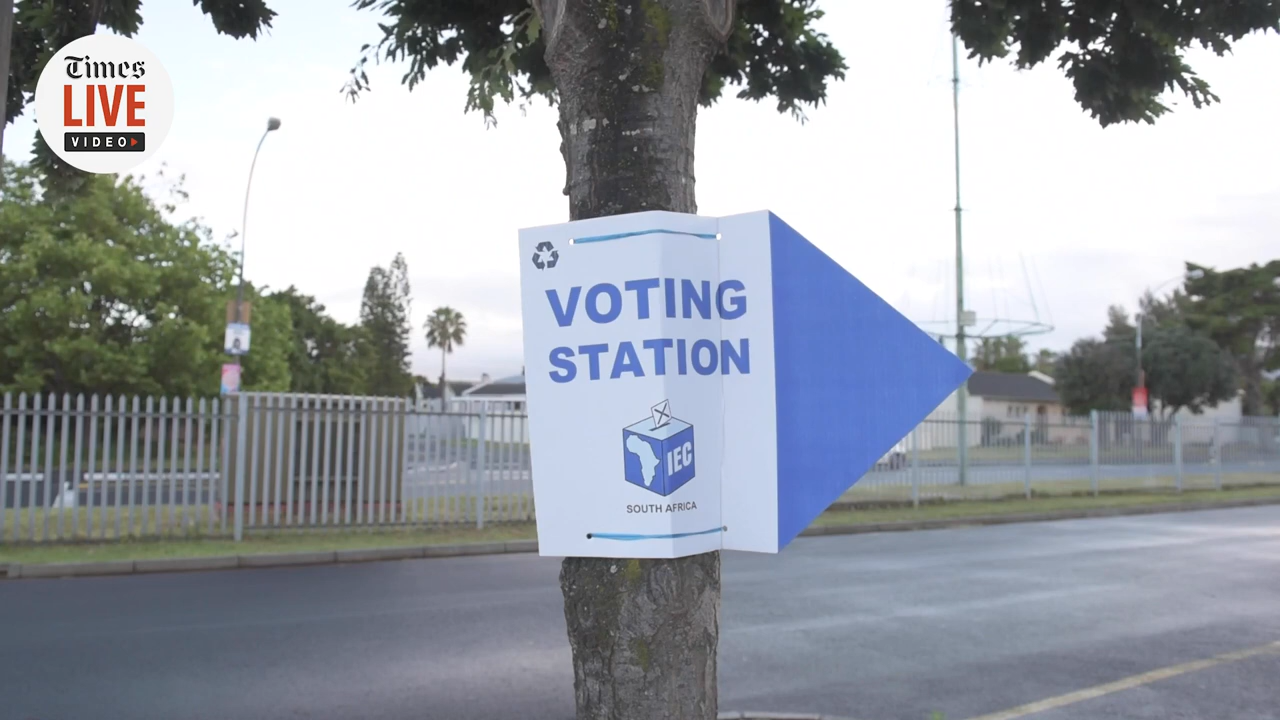 Times
LIVE
VIDEO
VOTING
STATION
IEC
SOUTH AFRICA